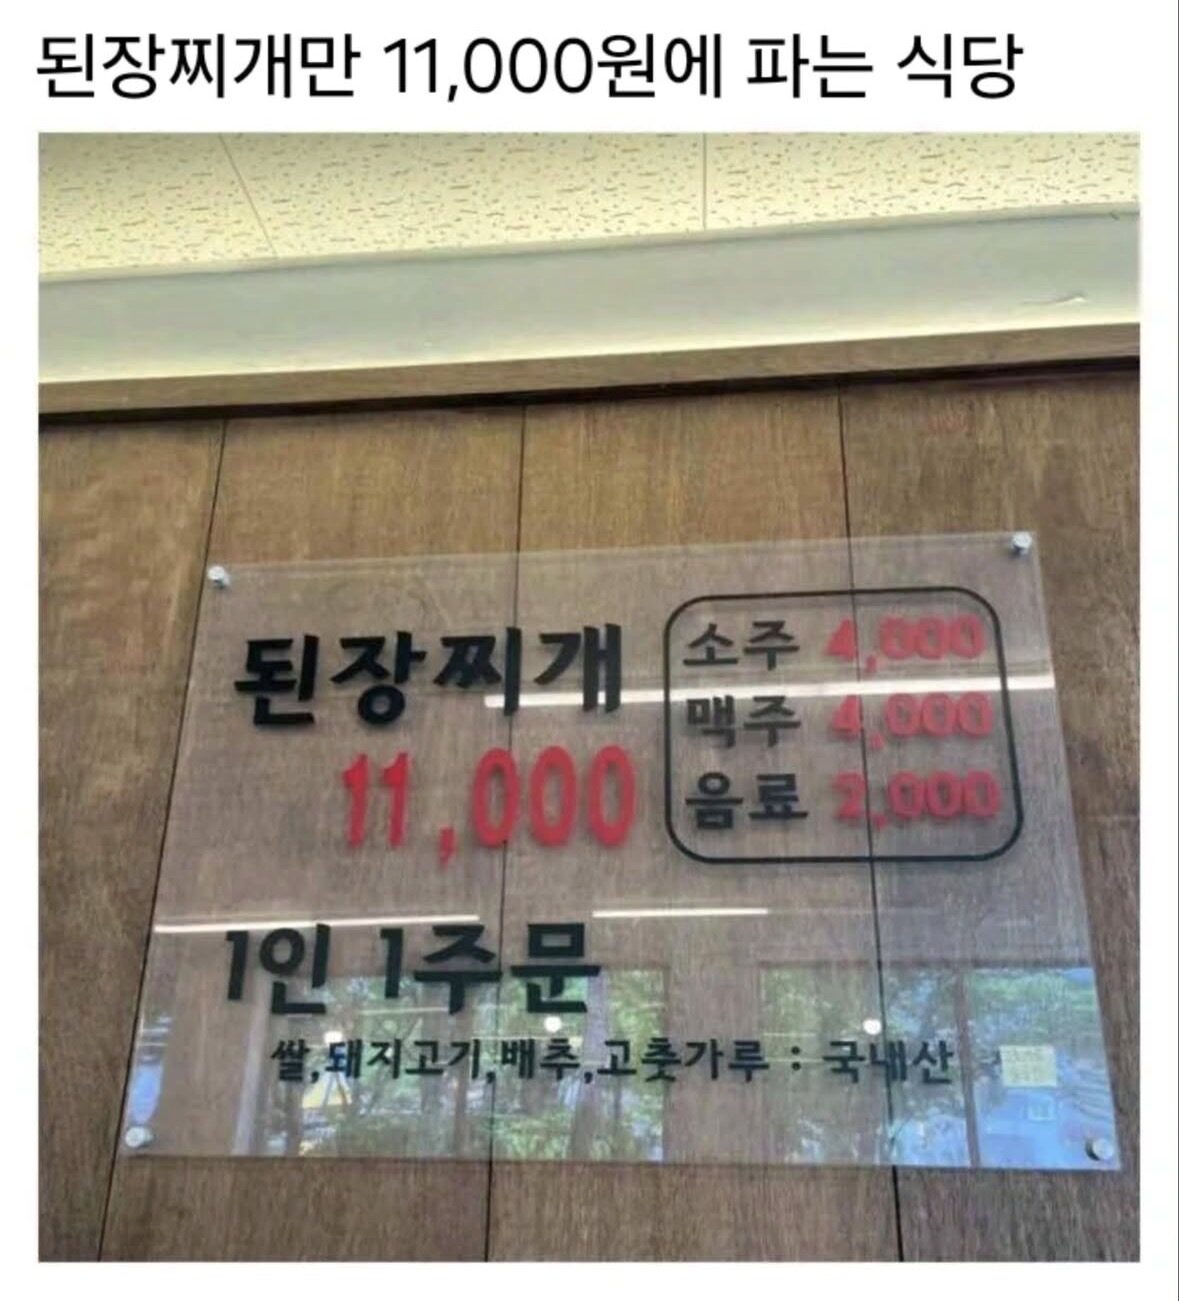 된장찌개만 11,000원에 파는 식당
된장찌개
11,000
소주 4,000
맥주 4,000
음료 2,000
1인 1주문
쌀,돼지고기,배추,고춧가루 : 국내산